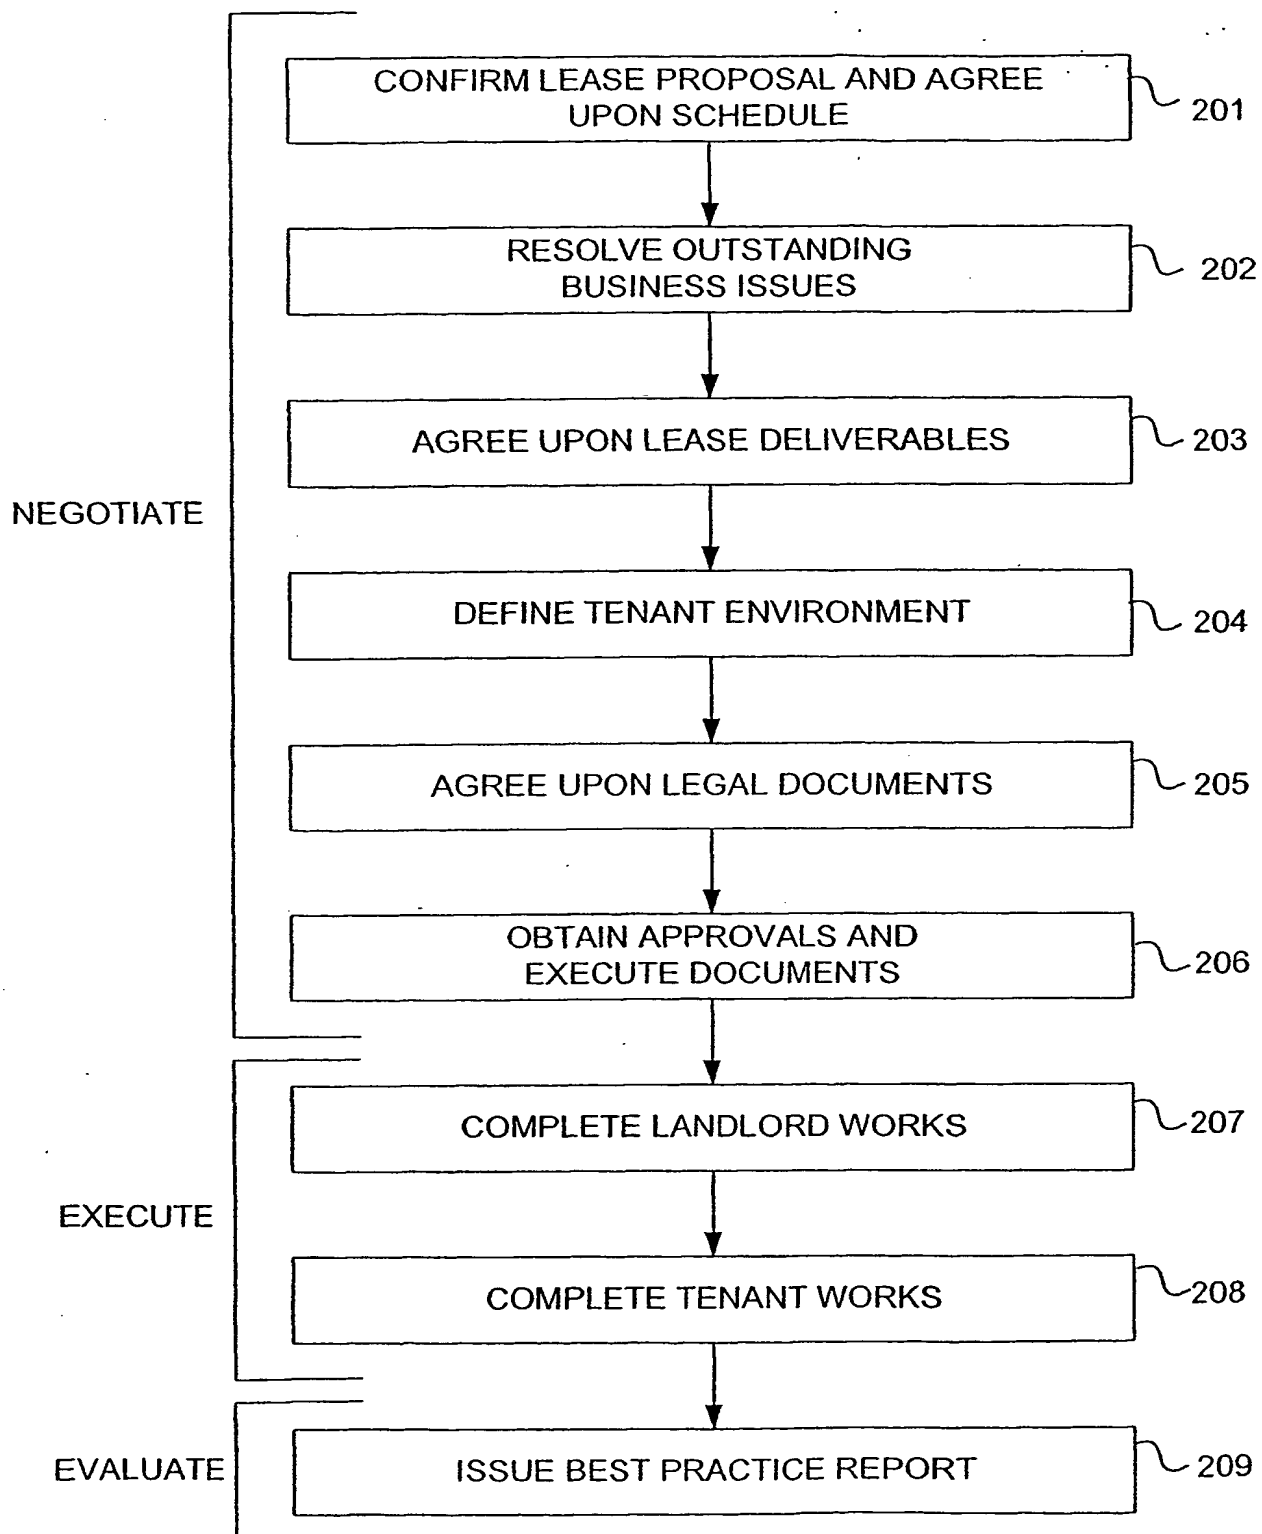 CONFIRM LEASE PROPOSAL AND AGREE
UPON SCHEDULE
201
RESOLVE OUTSTANDING
BUSINESS ISSUES
202
AGREE UPON LEASE DELIVERABLES
203
NEGOTIATE
DEFINE TENANT ENVIRONMENT
204
AGREE UPON LEGAL DOCUMENTS
205
OBTAIN APPROVALS AND
EXECUTE DOCUMENTS
206
COMPLETE LANDLORD WORKS
207
EXECUTE
COMPLETE TENANT WORKS
208
EVALUATE
ISSUE BEST PRACTICE REPORT
209